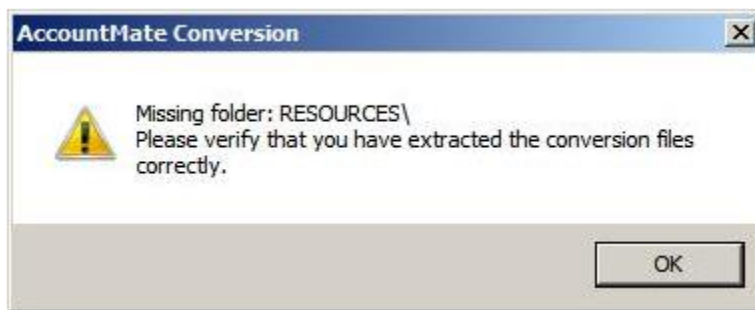 AccountMate Conversion
Missing folder: RESOURCES\
Please verify that you have extracted the conversion files
correctly.
OK